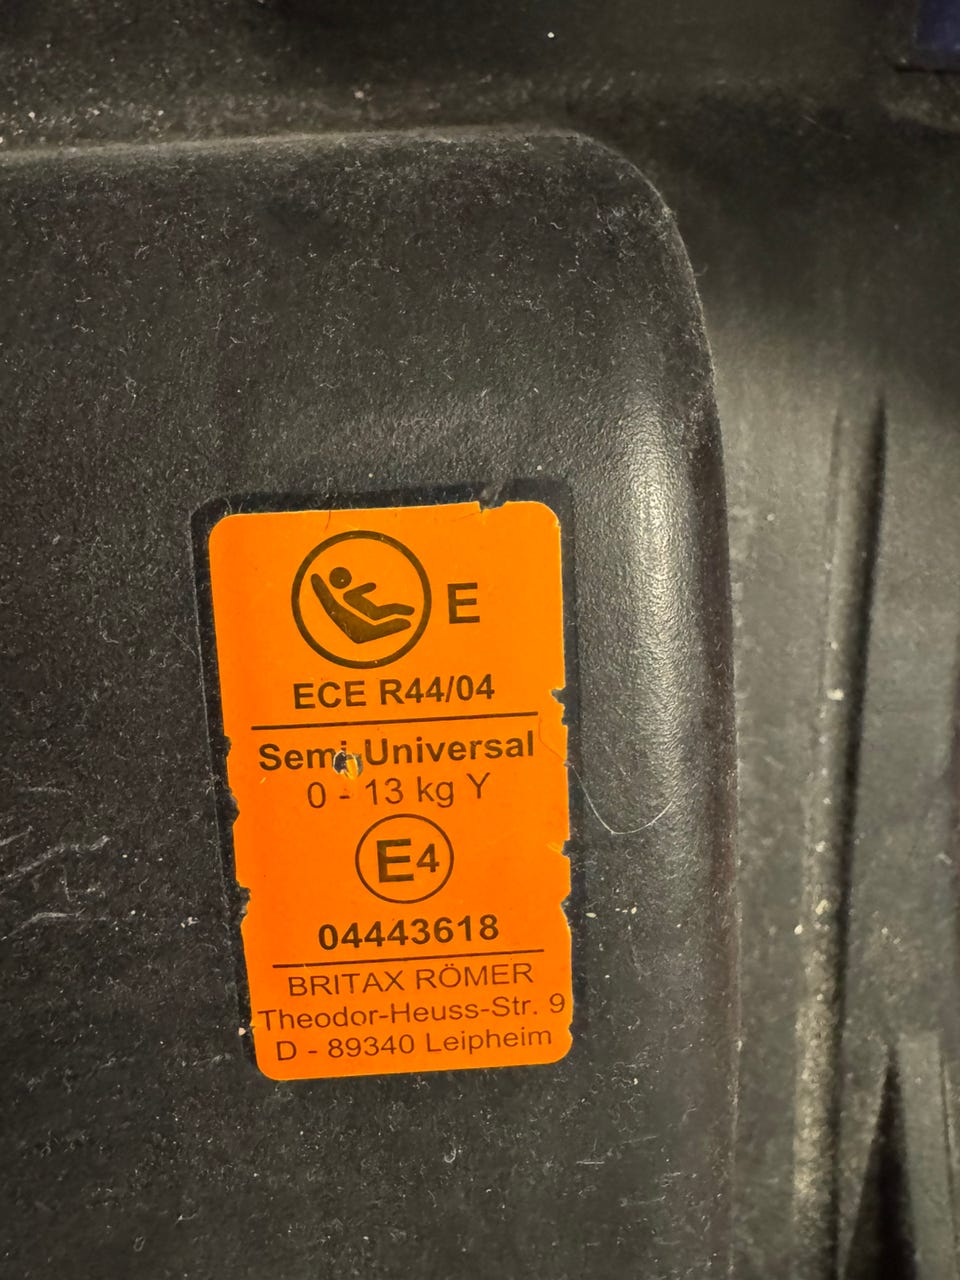 E
ECE R44/04
Semi-Universal
0 - 13 kg Y
E4
04443618
BRITAX RÖMER
Theodor-Heuss-Str. 9
D - 89340 Leipheim